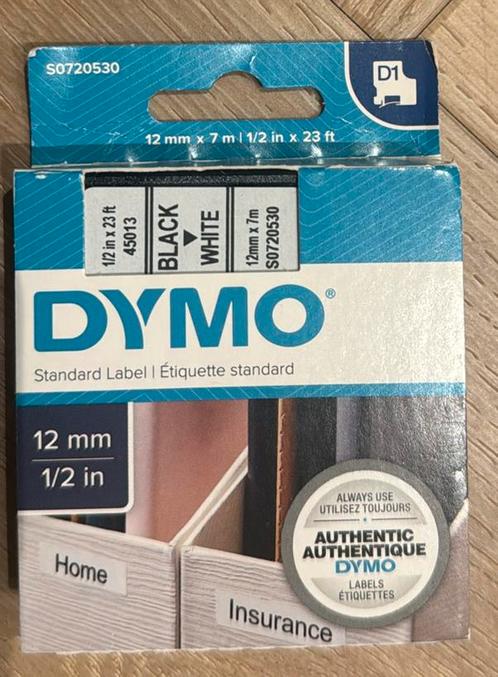 S0720530
D1
12 mm x 7 m | 1/2 in x 23 ft
1/2 in x 23 ft
45013
BLACK
WHITE
12mm x 7m
S0720530
DYMO®
Standard Label | Étiquette standard
12 mm
1/2 in
ALWAYS USE
UTILISEZ TOUJOURS
AUTHENTIC
AUTHENTIQUE
DYMO
LABELS
ÉTIQUETTES
Home
Insurance